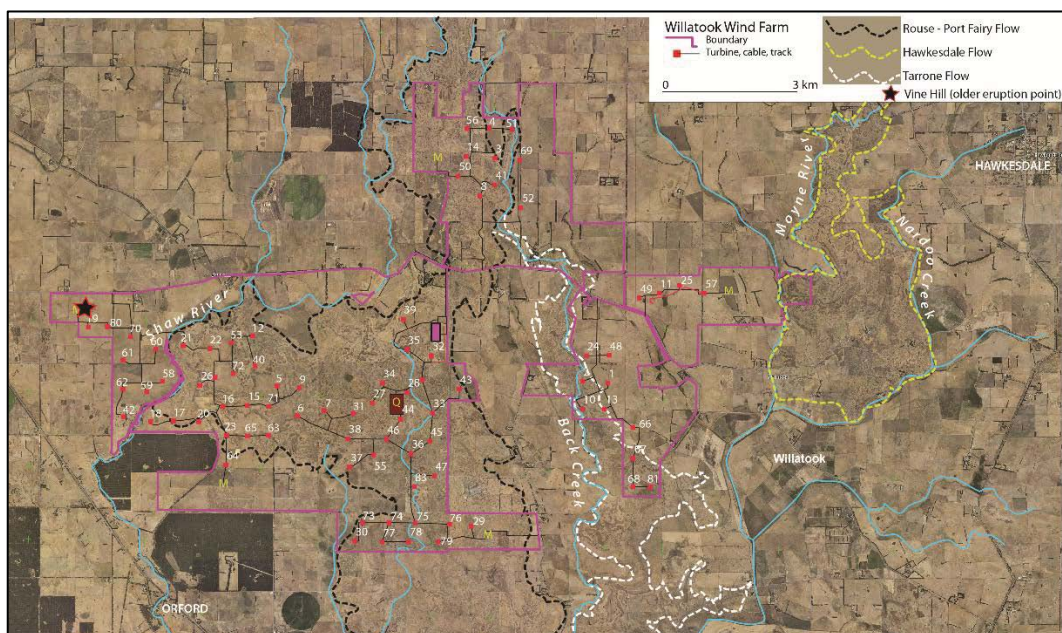 Willatook Wind Farm
Boundary
Turbine, cable, track
0 3 km
Rouse - Port Fairy Flow
Hawkesdale Flow
Tarrone Flow
Vine Hill (older eruption point)
56 4 51
14 3 69
M
50 41
8 52
Moyne River
HAWKESDALE
Nardoo Creek
49 11 25 57 M
Shaw River
19 80
70
60
61
62 59 58
42
21 22 53 12
72 40
26
5 9
16 15 71
18 17 20
23 65 63
64
M
39
35 32
34 28 43
27
Q
44 33
6 7 31
38 46 45
36
37 55
47
83
24 48
1
10 13
66
67
68 81
Back Creek
Willatook
73 74 75 76 29
M
30 77 78 79
ORFORD